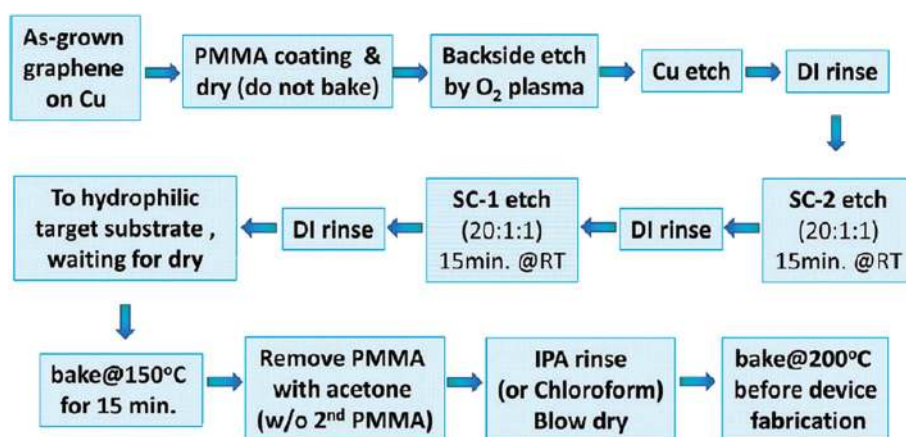 As-grown
graphene
on Cu
PMMA coating &
dry (do not bake)
Backside etch
by O₂ plasma
Cu etch
DI rinse
SC-2 etch
(20:1:1)
15min. @RT
DI rinse
SC-1 etch
(20:1:1)
15min. @RT
DI rinse
To hydrophilic
target substrate ,
waiting for dry
bake@150°C
for 15 min.
Remove PMMA
with acetone
(w/o 2nd PMMA)
IPA rinse
(or Chloroform)
Blow dry
bake@200°C
before device
fabrication